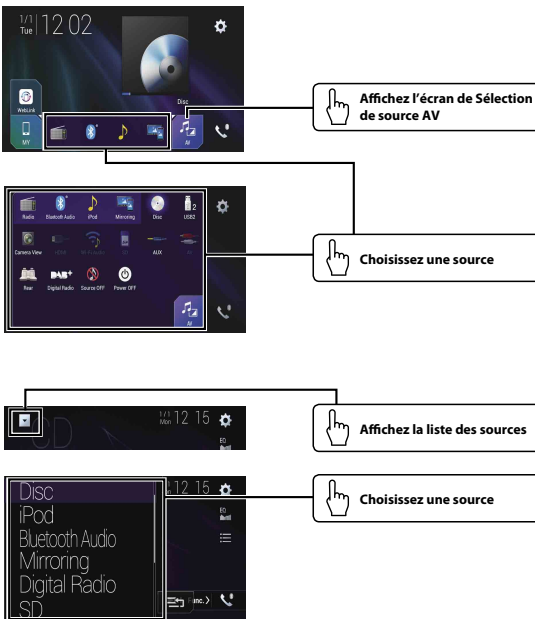 1/1
Tue 12 02
WebLink
Disc
MY
AV
Affichez l’écran de Sélection
de source AV
Radio Bluetooth Audio iPod Mirroring Disc USB2
2
Camera View AUX
Rear Digital Radio Source OFF Power OFF
DAB+
AV
Choisissez une source
CD
1/1
Mon 12 15
EQ
Affichez la liste des sources
Disc
iPod
Bluetooth Audio
Mirroring
Digital Radio
SD
12 15
EQ
Choisissez une source